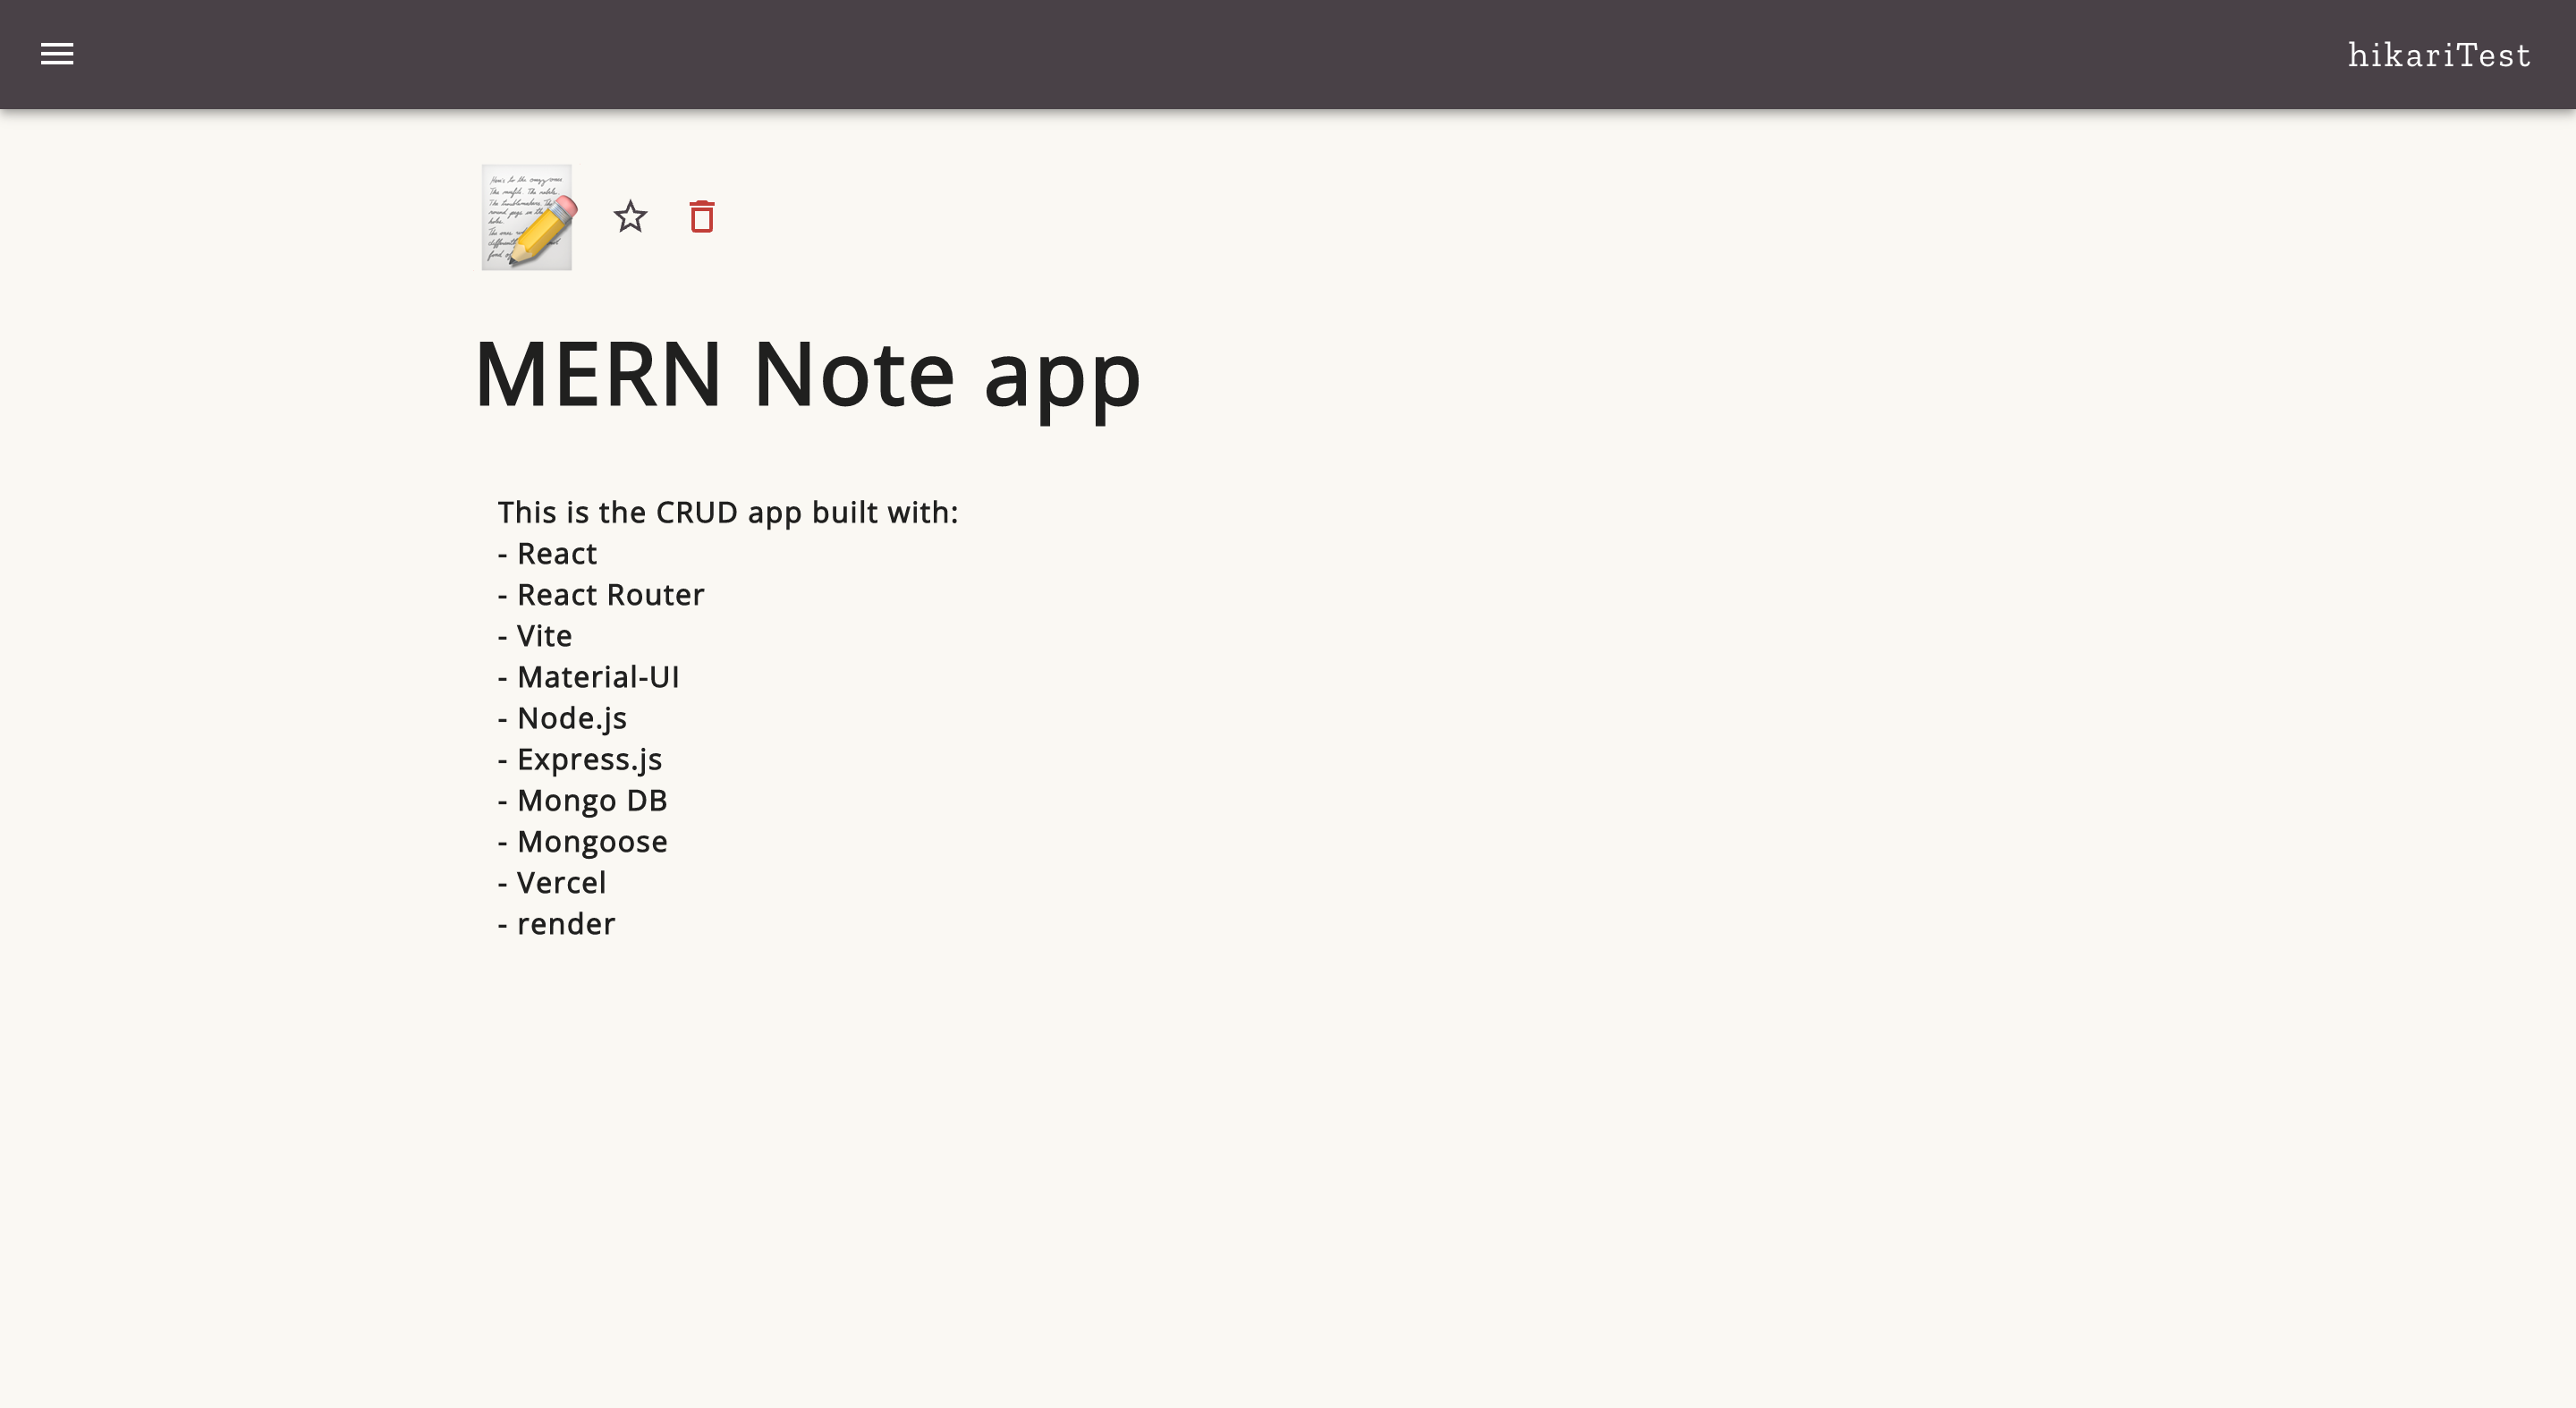 hikariTest
MERN Note app
This is the CRUD app built with:
- React
- React Router
- Vite
- Material-UI
- Node.js
- Express.js
- Mongo DB
- Mongoose
- Vercel
- render